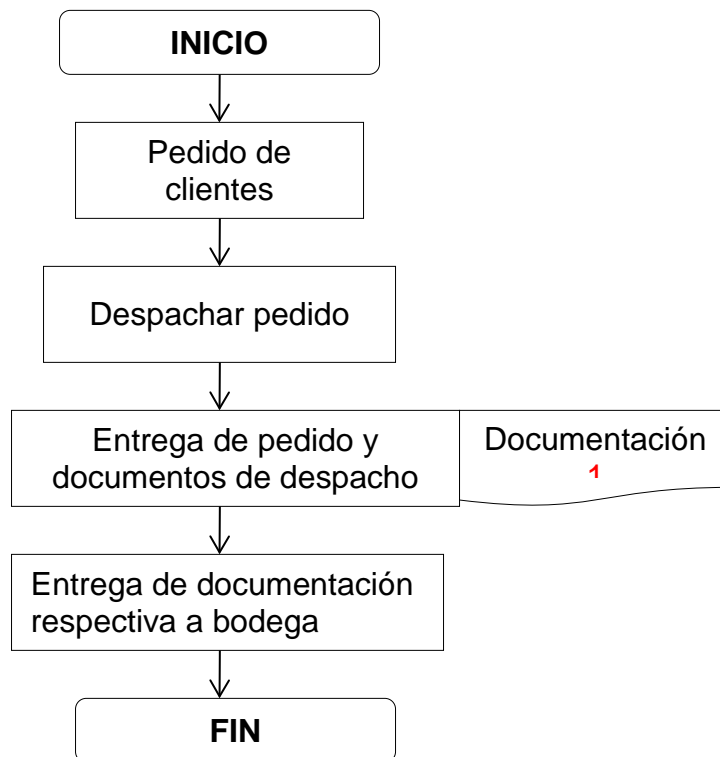 INICIO
Pedido de
clientes
Despachar pedido
Entrega de pedido y
documentos de despacho
Documentación
1
Entrega de documentación
respectiva a bodega
FIN